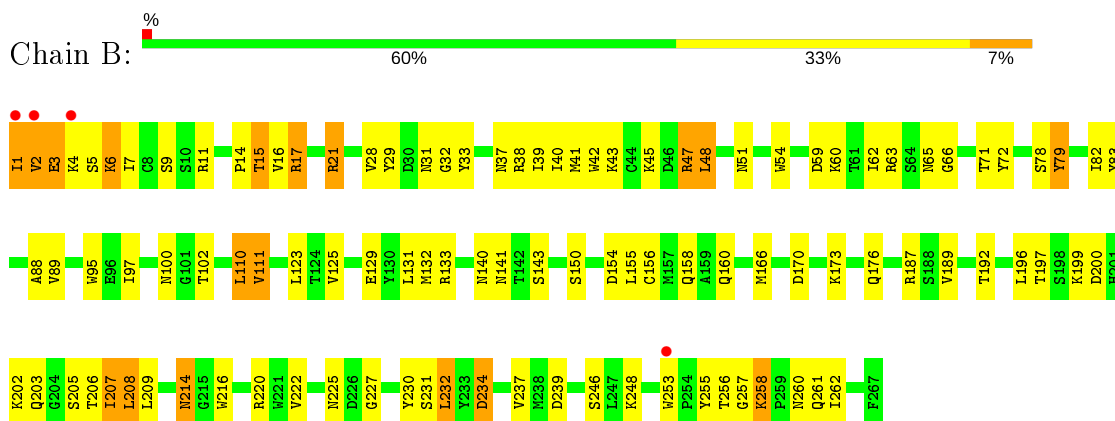 %
Chain B:
60% 33% 7%
I1 V2 E3 K4 S5 K6 I7 C8 S9 S10 R11 P14 T15 V16 R17 R21 V28 Y29 D30 N31 G32 Y33 N37 R38 I39 I40 M41 W42 K43 C44 K45 D46 R47 L48 N51 W54 D59 K60 T61 I62 R63 S64 N65 G66 T71 Y72 S78 Y79 I82 Y83
A88 V89 W95 E96 I97 N100 G101 T102 L110 V111 L123 T124 V125 E129 Y130 L131 M132 R133 N140 N141 T142 S143 S150 D154 L155 C156 M157 Q158 A159 Q160 M166 D170 K173 Q176 R187 S188 V189 T192 L196 T197 S198 K199 D200 H201
K202 Q203 G204 S205 T206 I207 L208 L209 N214 G215 W216 R220 W221 V222 N225 D226 G227 Y230 S231 L232 Y233 D234 V237 M238 D239 S246 L247 K248 W253 P254 Y255 T256 G257 K258 P259 N260 Q261 I262 F267